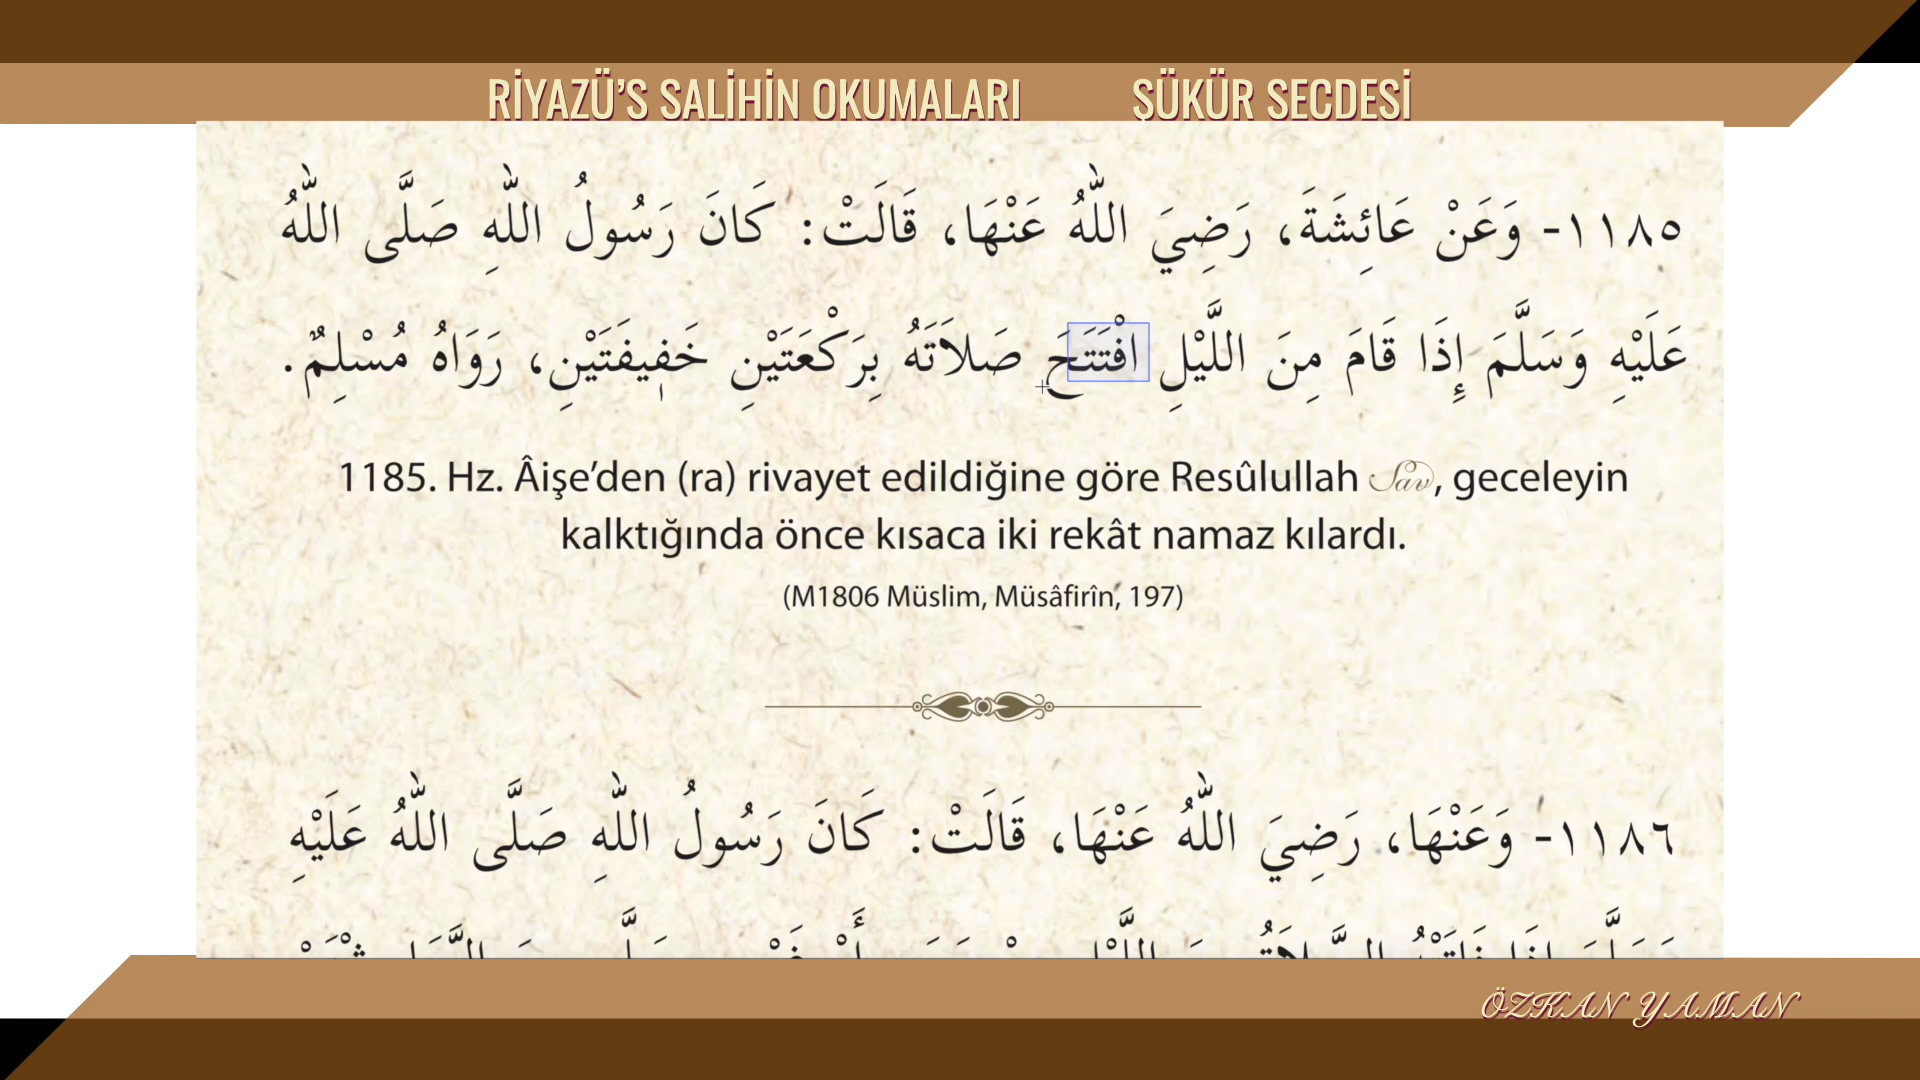 RİYAZÜ’S SALİHİN OKUMALARI ŞÜKÜR SECDESİ
١١٨٥- وَعَنْ عَائِشَةَ، رَضِيَ اللّٰهُ عَنْهَا، قَالَتْ: كَانَ رَسُولُ اللّٰهِ صَلَّى اللّٰهُ
عَلَيْهِ وَسَلَّمَ إِذَا قَامَ مِنَ اللَّيْلِ افْتَتَحَ صَلاَتَهُ بِرَكْعَتَيْنِ خَفِيفَتَيْنِ، رَوَاهُ مُسْلِمٌ.
1185. Hz. Âişe’den (ra) rivayet edildiğine göre Resûlullah Sav, geceleyin
kalktığında önce kısaca iki rekât namaz kılardı.
(M1806 Müslim, Müsâfirîn, 197)
١١٨٦- وَعَنْهَا، رَضِيَ اللّٰهُ عَنْهَا، قَالَتْ: كَانَ رَسُولُ اللّٰهِ صَلَّى اللّٰهُ عَلَيْهِ
ÖZKAN YAMAN